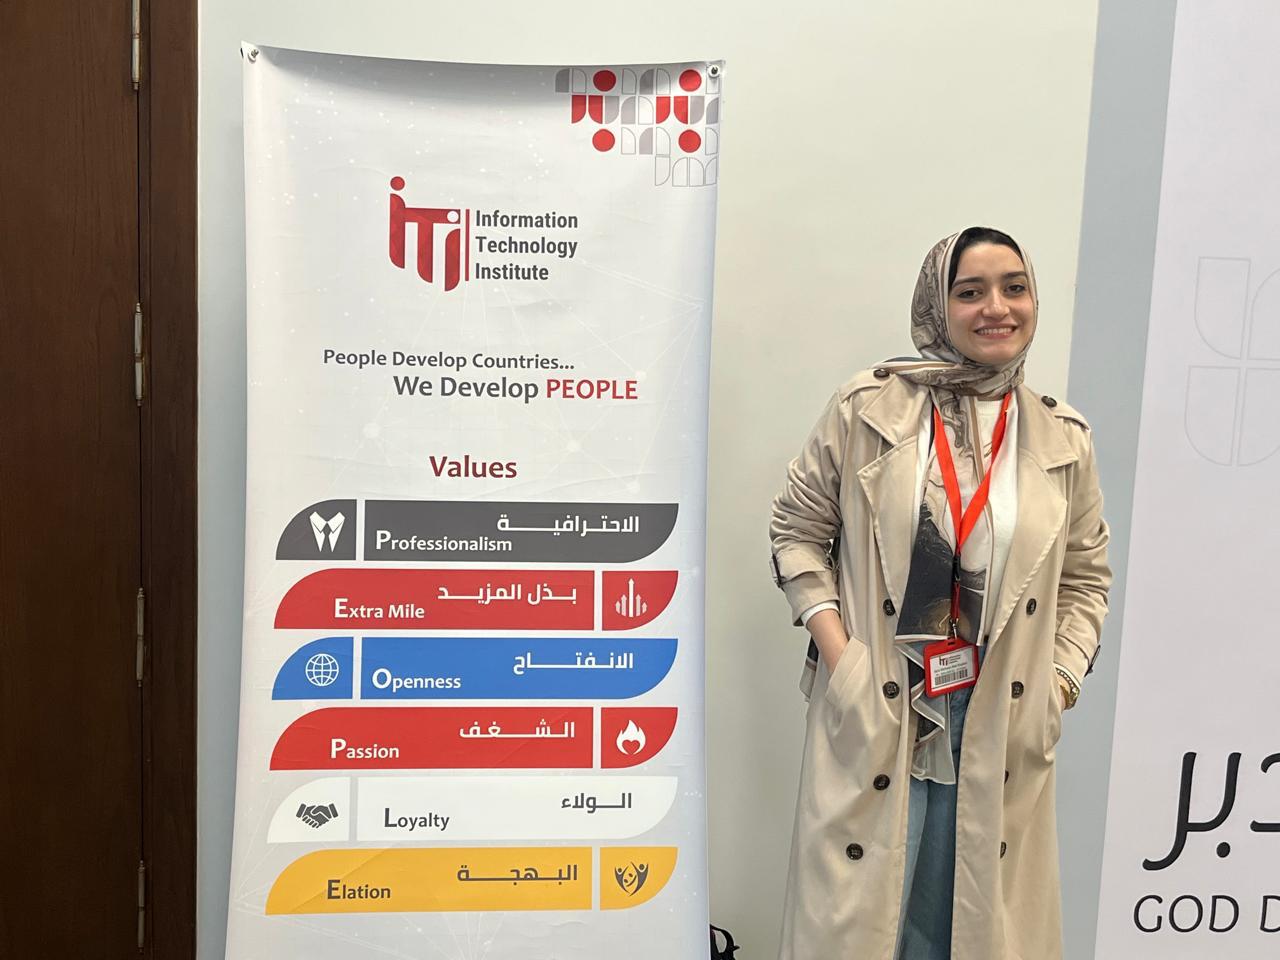 Information
Technology
Institute
People Develop Countries...
We Develop PEOPLE
Values
الاحترافية
Professionalism
بذل المزيد
Extra Mile
الانفتاح
Openness
الشغف
Passion
الولاء
Loyalty
البهجة
Elation
GOD D